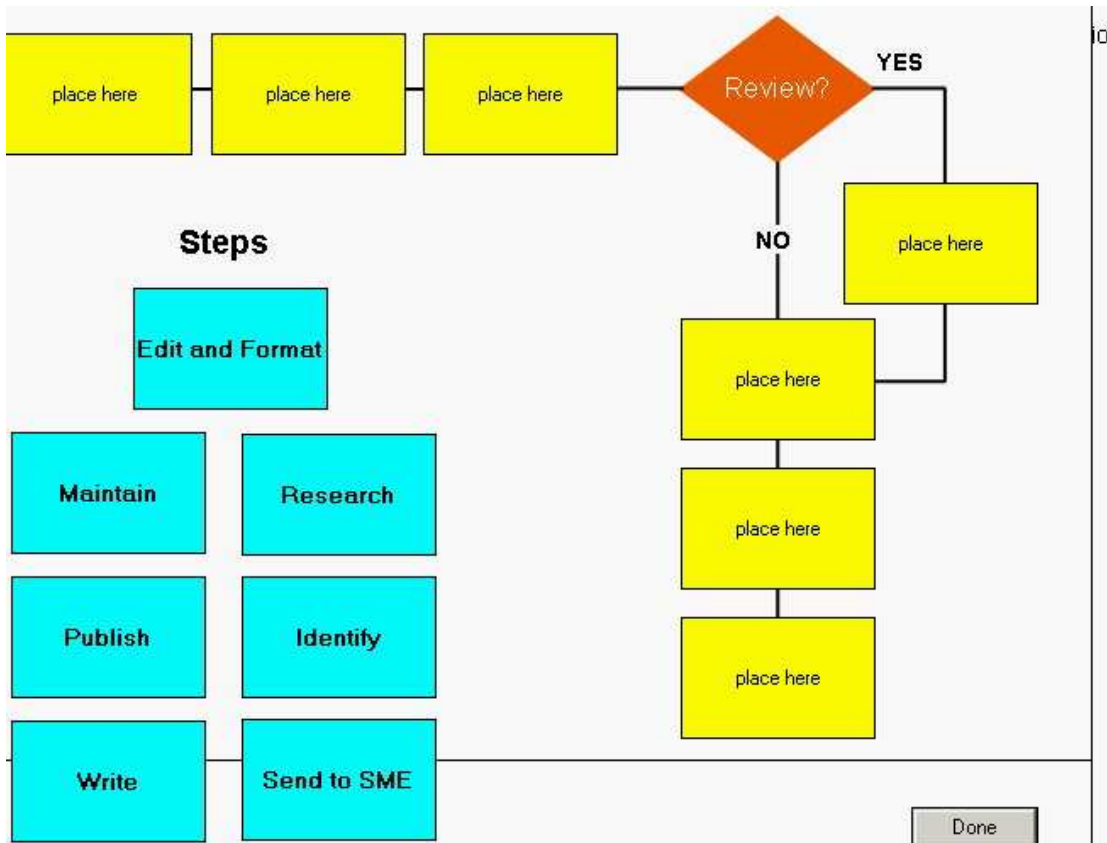 place here
place here
place here
Review?
YES
NO
place here
place here
place here
place here
Steps
Edit and Format
Maintain
Research
Publish
Identify
Write
Send to SME
Done